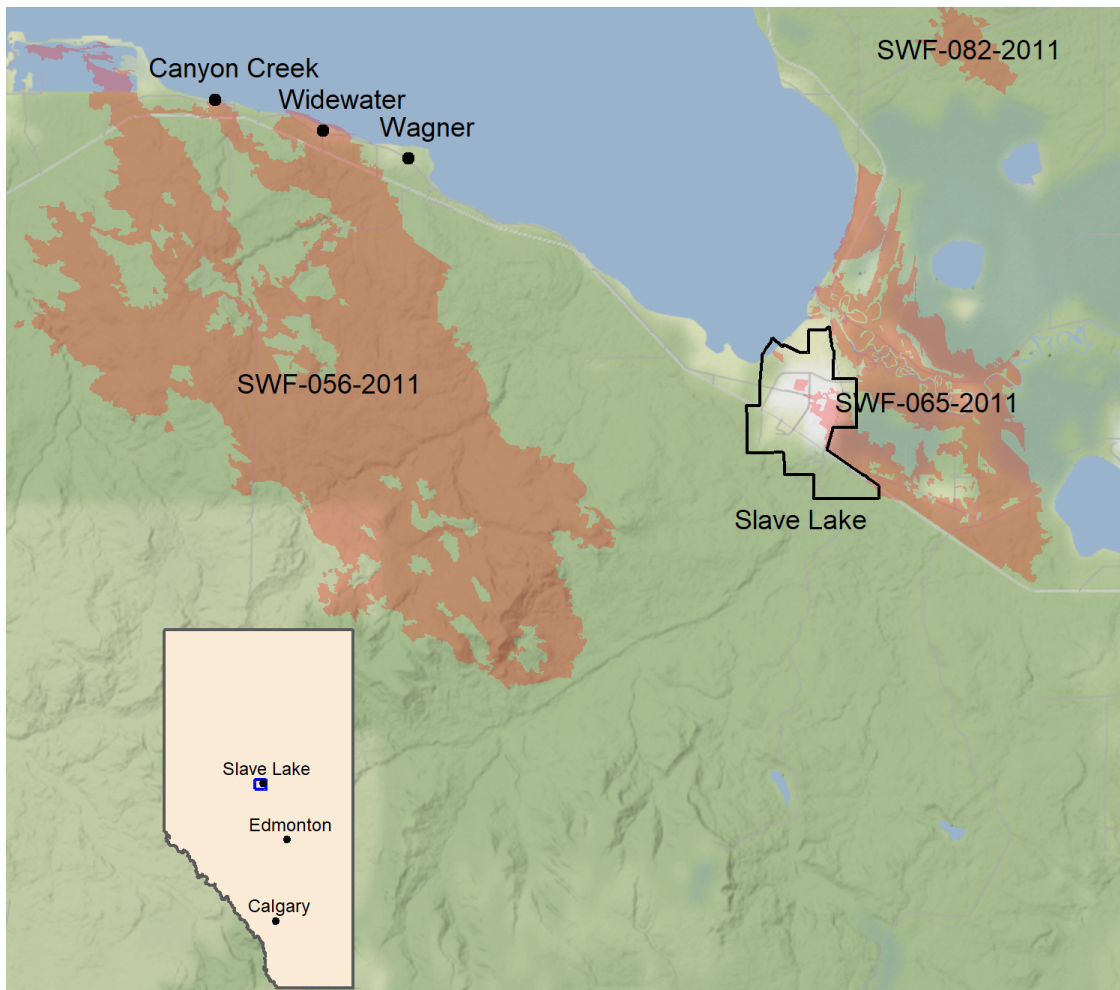 SWF-082-2011
Canyon Creek
Widewater
Wagner
SWF-056-2011
SWF-065-2011
Slave Lake
Slave Lake
Edmonton
Calgary